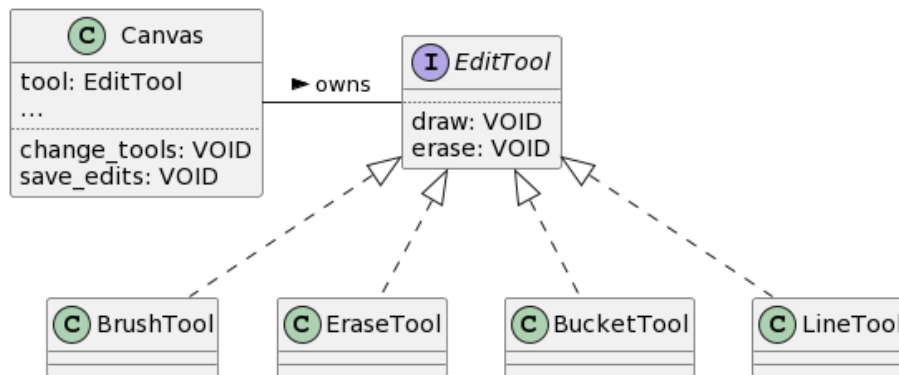 C Canvas
tool: EditTool
...
change_tools: VOID
save_edits: VOID
owns
I EditTool
draw: VOID
erase: VOID
C BrushTool
C EraseTool
C BucketTool
C LineTool